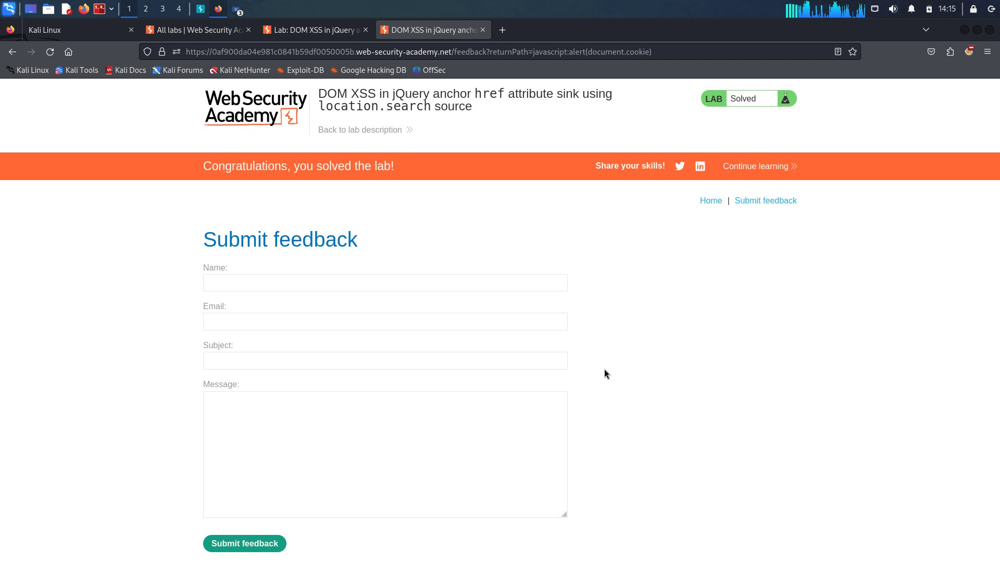 1 2 3 4 3 14:15
Kali Linux All labs | Web Security Ac Lab: DOM XSS in jQuery a DOM XSS in jQuery ancho
https://0af900da04e981c0841b59df0050005b.web-security-academy.net/feedback?returnPath=javascript:alert(document.cookie)
Kali Linux Kali Tools Kali Docs Kali Forums Kali NetHunter Exploit-DB Google Hacking DB OffSec
Web Security
Academy
DOM XSS in jQuery anchor href attribute sink using
location.search source
LAB Solved
Back to lab description
Congratulations, you solved the lab! Share your skills! Continue learning
Home | Submit feedback
Submit feedback
Name:
Email:
Subject:
Message:
Submit feedback